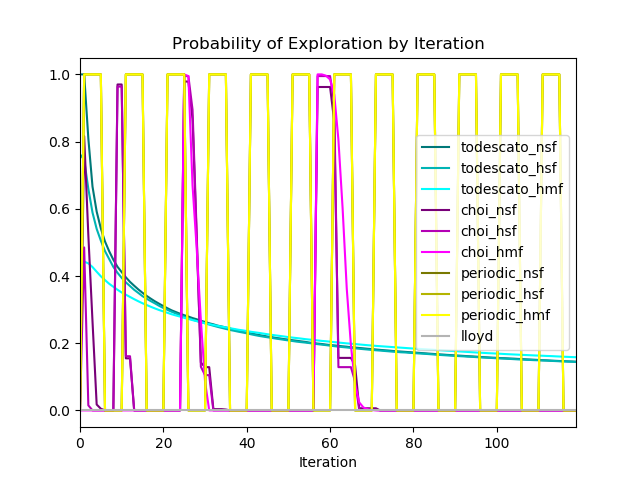 Probability of Exploration by Iteration
1.0
0.8
0.6
0.4
0.2
0.0
todescato_nsf
todescato_hsf
todescato_hmf
choi_nsf
choi_hsf
choi_hmf
periodic_nsf
periodic_hsf
periodic_hmf
lloyd
0 20 40 60 80 100
Iteration